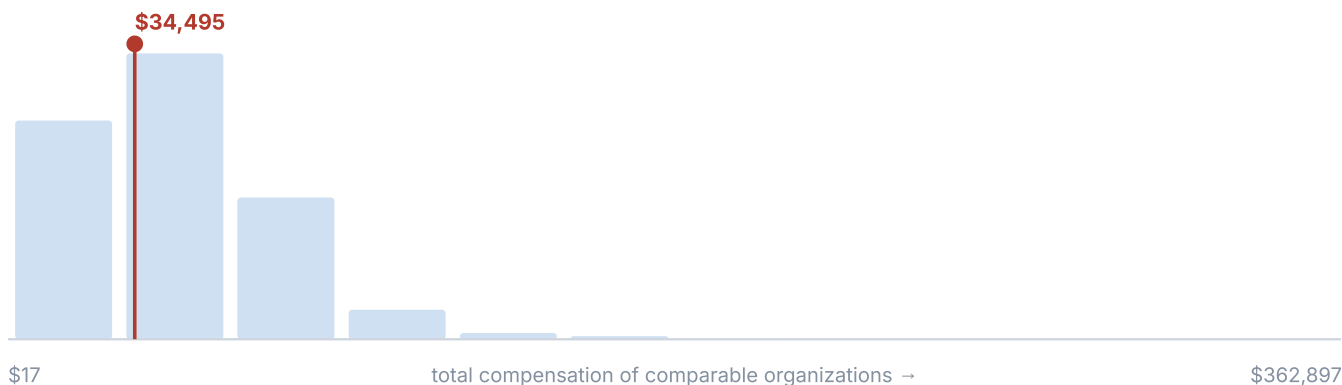 $34,495
$17
total compensation of comparable organizations →
$362,897